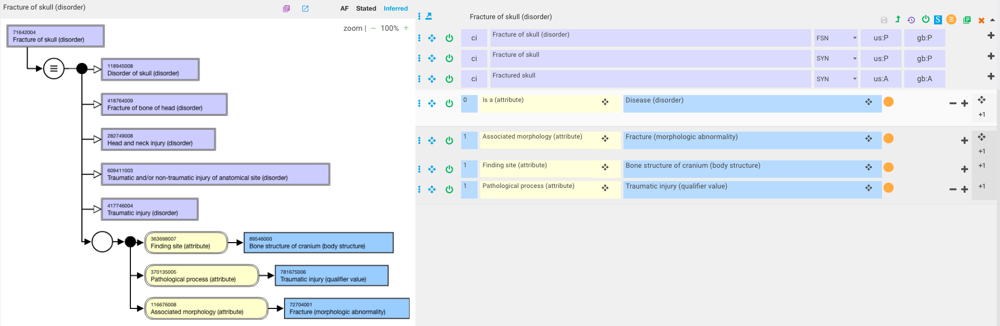 Fracture of skull (disorder)
AF Stated Inferred
zoom | − 100% +
71642004
Fracture of skull (disorder)
118945008
Disorder of skull (disorder)
418764009
Fracture of bone of head (disorder)
282749008
Head and neck injury (disorder)
609411003
Traumatic and/or non-traumatic injury of anatomical site (disorder)
417746004
Traumatic injury (disorder)
363698007
Finding site (attribute)
89546000
Bone structure of cranium (body structure)
370135005
Pathological process (attribute)
781675006
Traumatic injury (qualifier value)
116676008
Associated morphology (attribute)
72704001
Fracture (morphologic abnormality)
Fracture of skull (disorder)
S
ci Fracture of skull (disorder) FSN us:P gb:P
ci Fracture of skull SYN us:P gb:P
ci Fractured skull SYN us:A gb:A
0 Is a (attribute) Disease (disorder)
+1
1 Associated morphology (attribute) Fracture (morphologic abnormality)
+1
1 Finding site (attribute) Bone structure of cranium (body structure) +1
1 Pathological process (attribute) Traumatic injury (qualifier value) +1